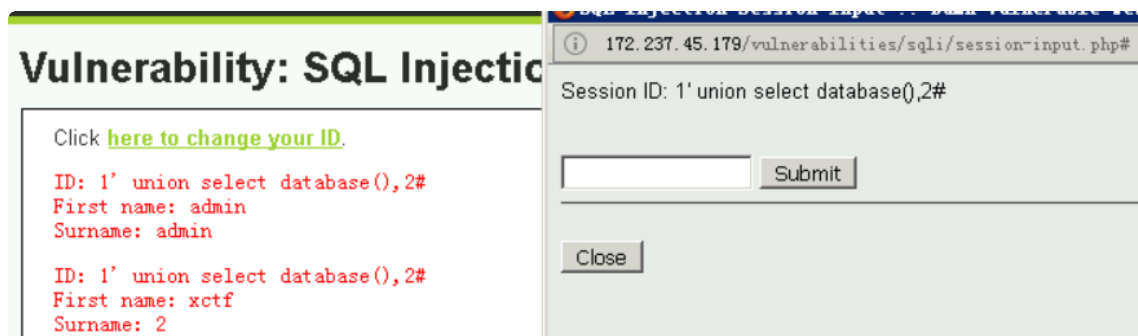 Vulnerability: SQL Injectio
Click here to change your ID.
ID: 1' union select database(),2#
First name: admin
Surname: admin
ID: 1' union select database(),2#
First name: xctf
Surname: 2
172.237.45.179/vulnerabilities/sqli/session-input.php#
Session ID: 1' union select database(),2#
Submit
Close